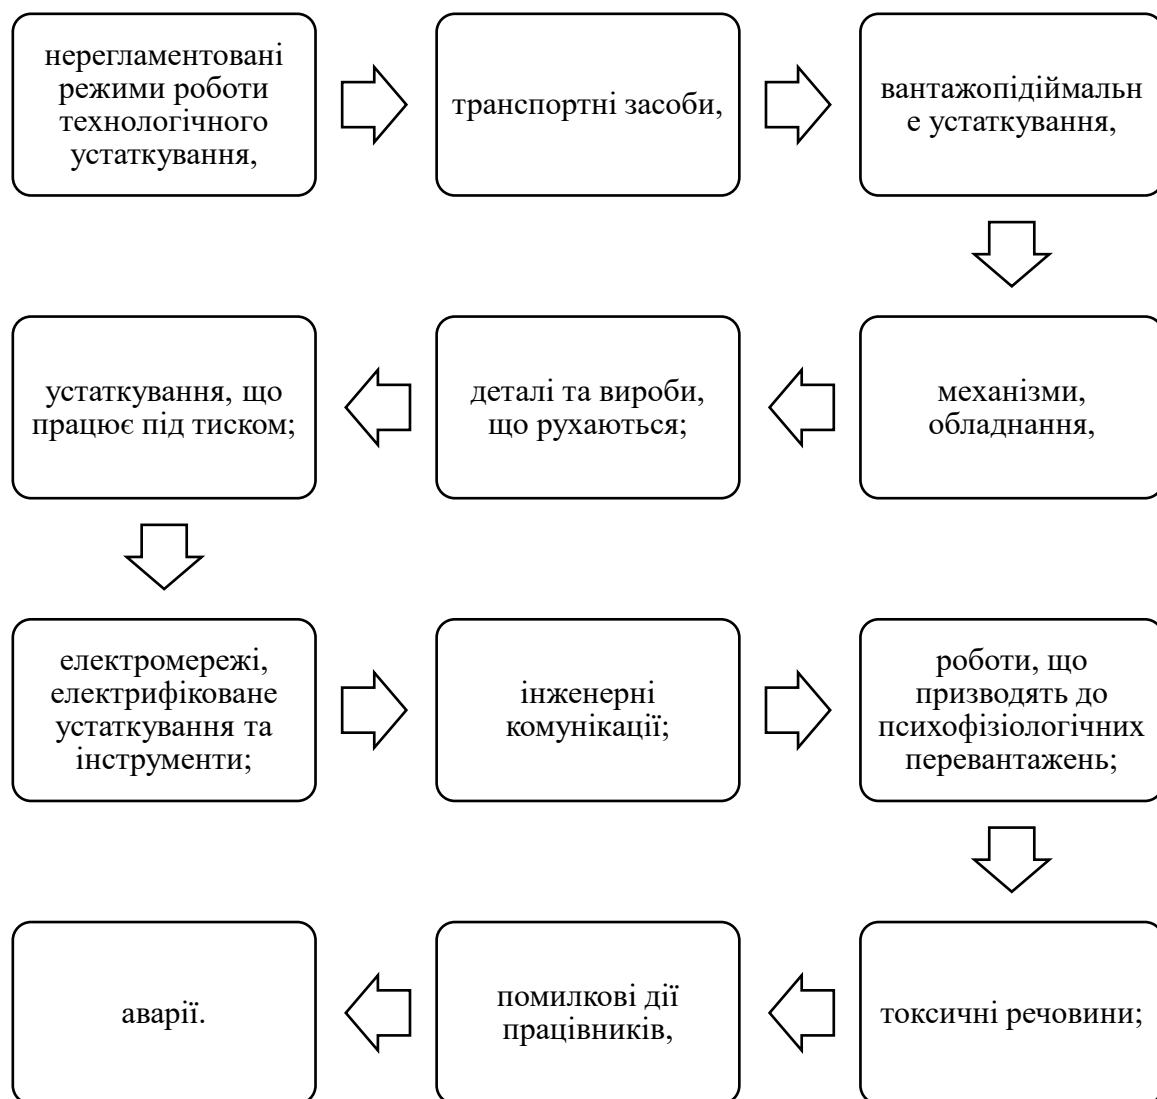 нерегламентовані
режими роботи
технологічного
устаткування,
транспортні засоби,
вантажопідіймальн
е устаткування,
механізми,
обладнання,
деталі та вироби,
що рухаються;
устаткування, що
працює під тиском;
електромережі,
електрифіковане
устаткування та
інструменти;
інженерні
комунікації;
роботи, що
призводять до
психофізіологічних
перевантажень;
токсичні речовини;
помилкові дії
працівників,
аварії.